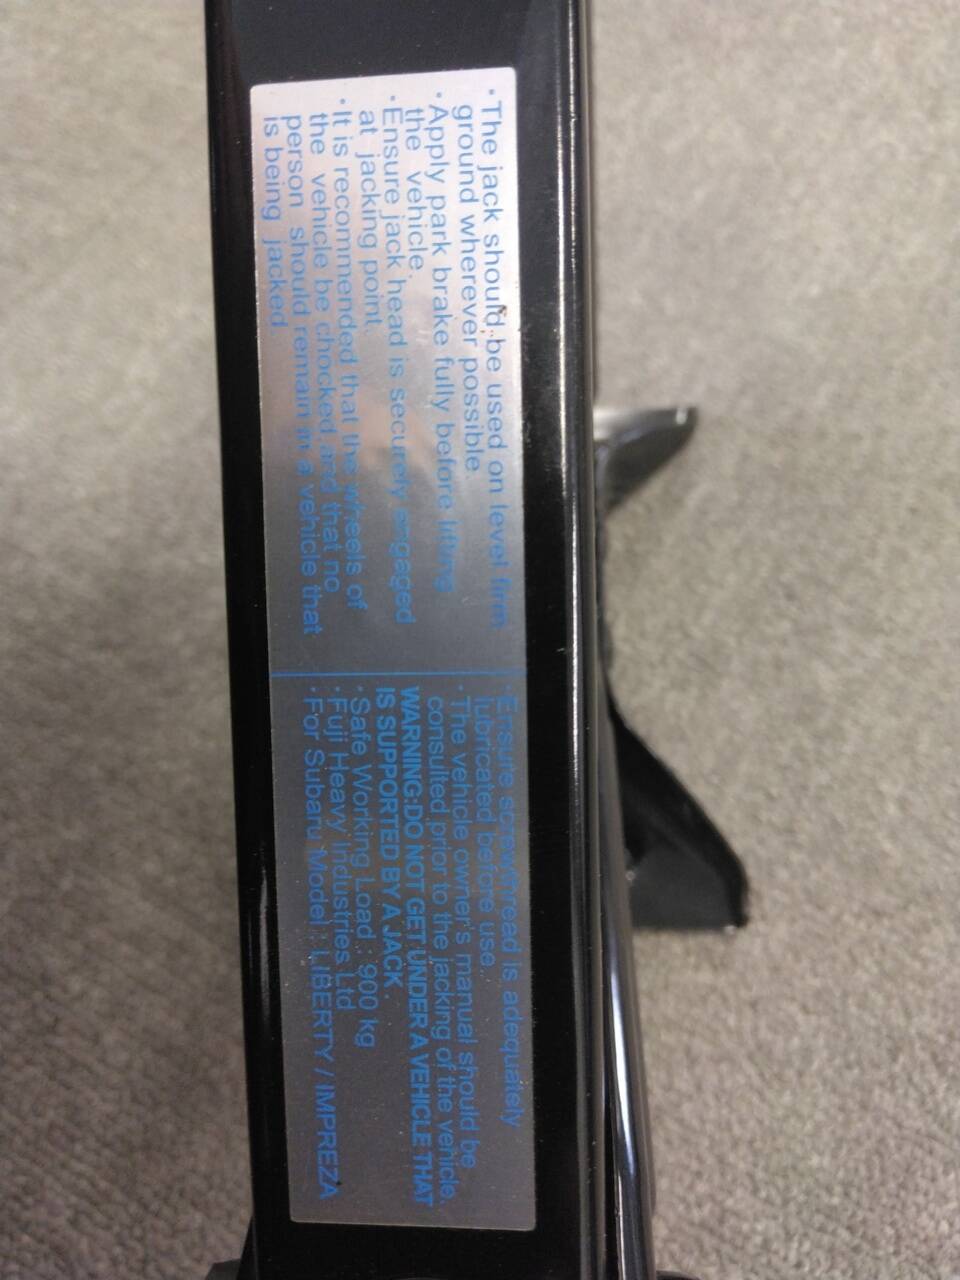 · The jack should be used on level firm
ground wherever possible.
· Apply park brake fully before lifting
the vehicle.
· Ensure jack head is securely engaged
at jacking point.
· It is recommended that the wheels of
the vehicle be chocked, and that no
person should remain in a vehicle that
is being jacked.
· Ensure screwthread is adequately
lubricated before use.
· The vehicle owner's manual should be
consulted prior to the jacking of the vehicle.
WARNING:DO NOT GET UNDER A VEHICLE THAT
IS SUPPORTED BY A JACK.
· Safe Working Load : 900 kg
· Fuji Heavy Industries Ltd
· For Subaru Model : LIBERTY / IMPREZA